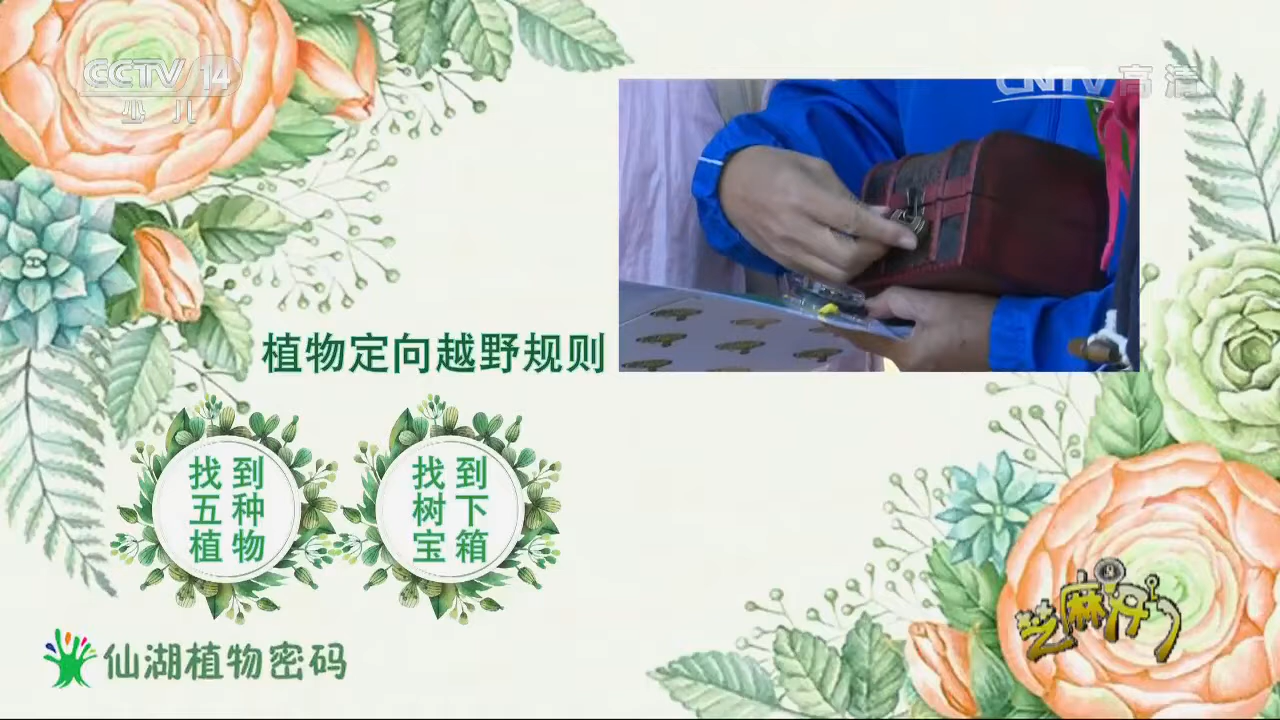 CCTV 14
少儿
CNTV 高清
植物定向越野规则
找到
五种
植物
找到
树下
宝箱
仙湖植物密码
芝麻开门